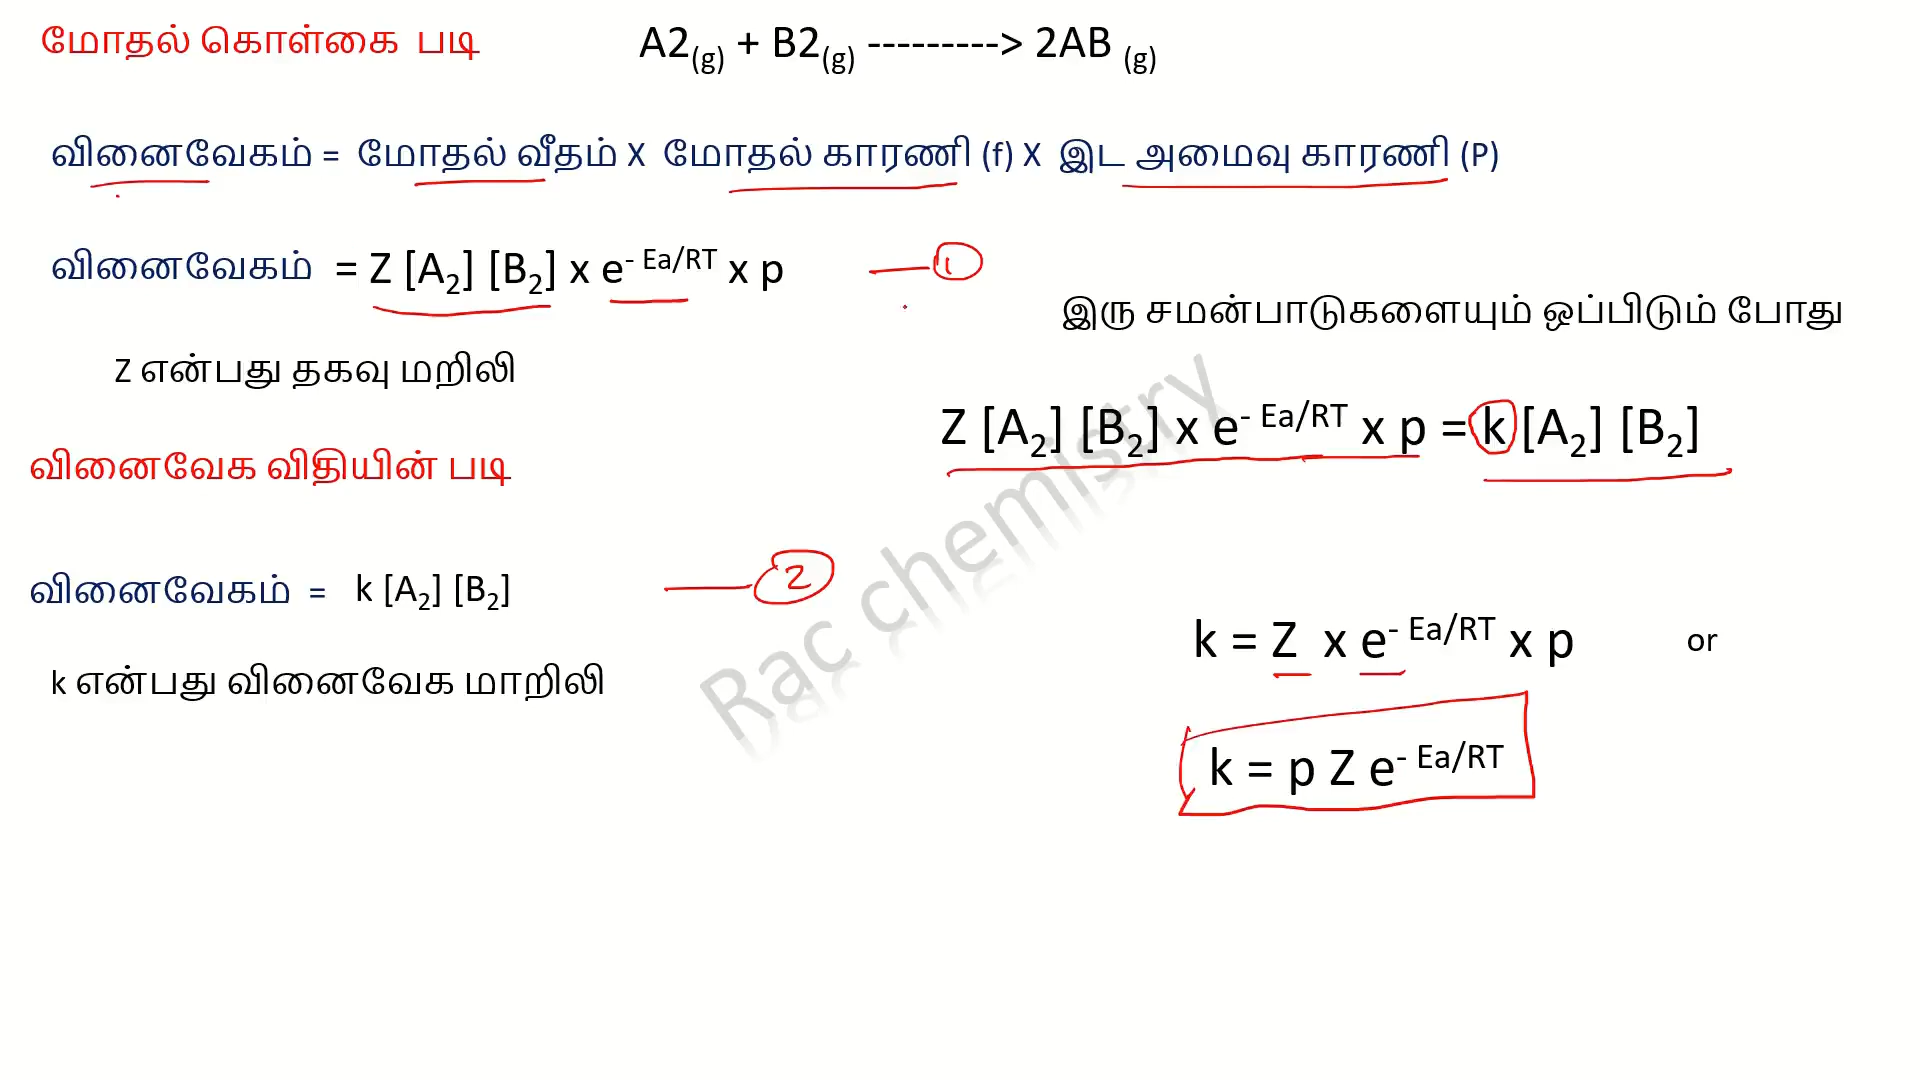 மோதல் கொள்கை படி A2(g) + B2(g) ---------> 2AB (g)
வினைவேகம் = மோதல் வீதம் X மோதல் காரணி (f) X இட அமைவு காரணி (P)
வினைவேகம் = Z [A₂] [B₂] x e⁻ ᴱᵃ/ᴿᵀ x p — 1
Z என்பது தகவு மறிலி
வினைவேக விதியின் படி
வினைவேகம் = k [A₂] [B₂] — 2
k என்பது வினைவேக மாறிலி
இரு சமன்பாடுகளையும் ஒப்பிடும் போது
Z [A₂] [B₂] x e⁻ ᴱᵃ/ᴿᵀ x p = k [A₂] [B₂]
k = Z x e⁻ ᴱᵃ/ᴿᵀ x p or
k = p Z e⁻ ᴱᵃ/ᴿᵀ
Rac chemistry